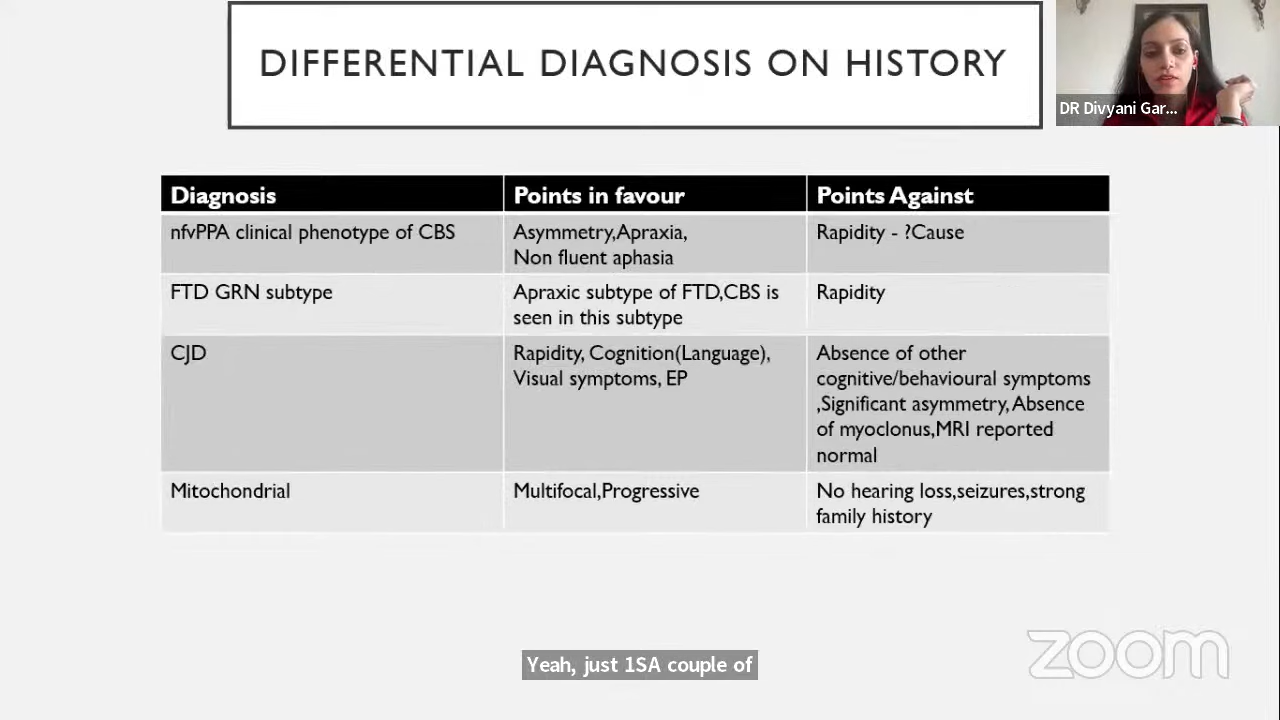 DIFFERENTIAL DIAGNOSIS ON HISTORY
DR Divyani Gar...
Diagnosis
Points in favour
Points Against
nfvPPA clinical phenotype of CBS
Asymmetry,Apraxia,
Non fluent aphasia
Rapidity - ?Cause
FTD GRN subtype
Apraxic subtype of FTD,CBS is
seen in this subtype
Rapidity
CJD
Rapidity, Cognition(Language),
Visual symptoms, EP
Absence of other
cognitive/behavioural symptoms
,Significant asymmetry,Absence
of myoclonus,MRI reported
normal
Mitochondrial
Multifocal,Progressive
No hearing loss,seizures,strong
family history
Yeah, just 1SA couple of
zoom